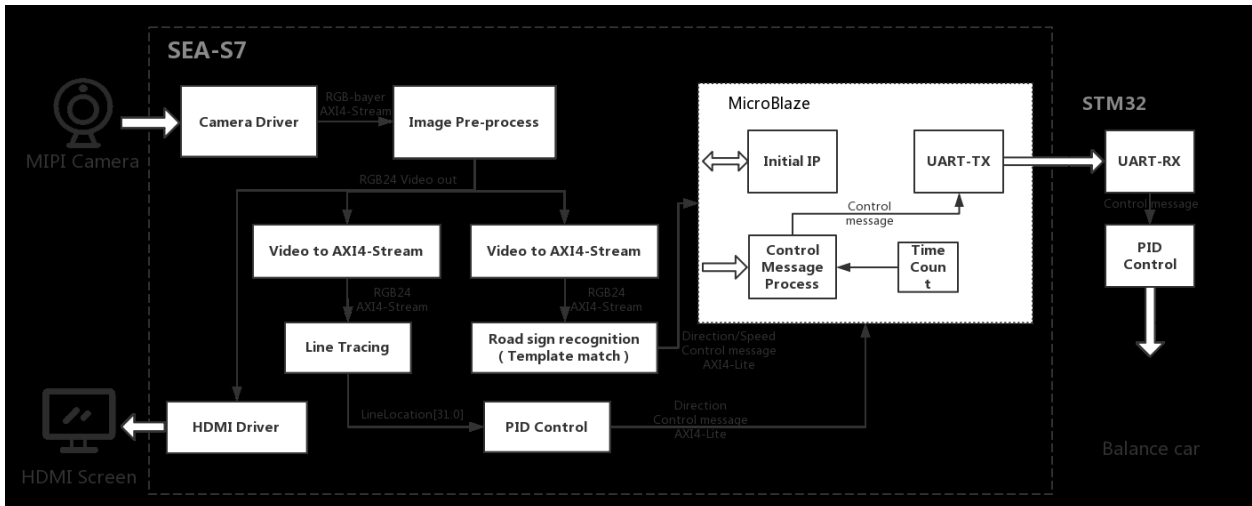 SEA-S7
MIPI Camera
Camera Driver
RGB-bayer
AXI4-Stream
Image Pre-process
RGB24 Video out
Video to AXI4-Stream
Video to AXI4-Stream
RGB24
AXI4-Stream
RGB24
AXI4-Stream
Line Tracing
Road sign recognition
( Template match )
HDMI Screen
HDMI Driver
LineLocation[31:0]
PID Control
Direction/Speed
Control message
AXI4-Lite
Direction
Control message
AXI4-Lite
MicroBlaze
Initial IP
UART-TX
Control
message
Control
Message
Process
Time
Coun
t
STM32
UART-RX
Control message
PID
Control
Balance car